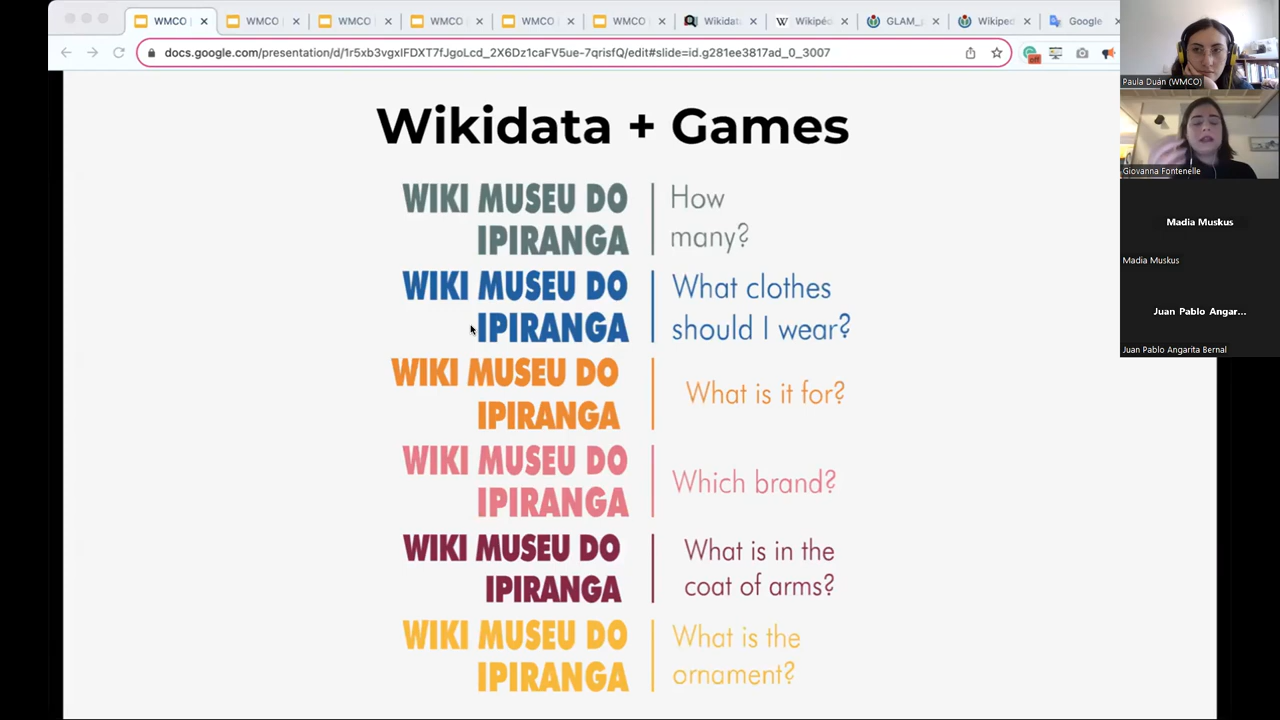 WMCO
WMCO
WMCO
WMCO
WMCO
WMCO
Wikidat
Wikipéd
GLAM_
Wikiped
Google
docs.google.com/presentation/d/1r5xb3vgxIFDXT7fJgoLcd_2X6Dz1caFV5ue-7qrisfQ/edit#slide=id.g281ee3817ad_0_3007
off
Wikidata + Games
WIKI MUSEU DO
IPIRANGA
How
many?
WIKI MUSEU DO
IPIRANGA
What clothes
should I wear?
WIKI MUSEU DO
IPIRANGA
What is it for?
WIKI MUSEU DO
IPIRANGA
Which brand?
WIKI MUSEU DO
IPIRANGA
What is in the
coat of arms?
WIKI MUSEU DO
IPIRANGA
What is the
ornament?
Paula Duán (WMCO)
Giovanna Fontenelle
Madia Muskus
Madia Muskus
Juan Pablo Angar...
Juan Pablo Angarita Bernal